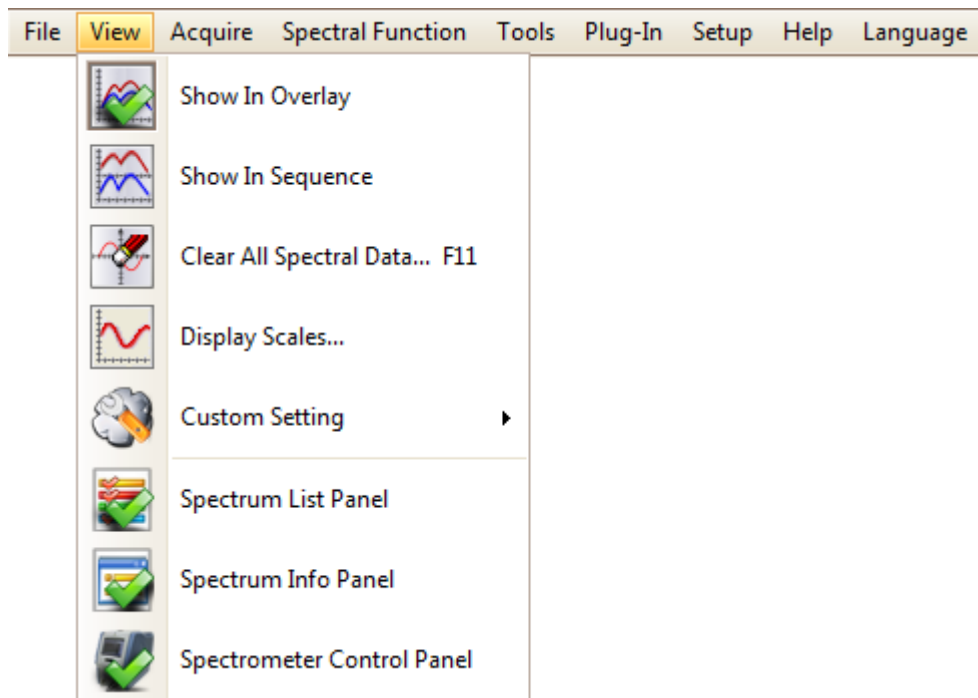 File View Acquire Spectral Function Tools Plug-In Setup Help Language
Show In Overlay
Show In Sequence
Clear All Spectral Data... F11
Display Scales...
Custom Setting
Spectrum List Panel
Spectrum Info Panel
Spectrometer Control Panel